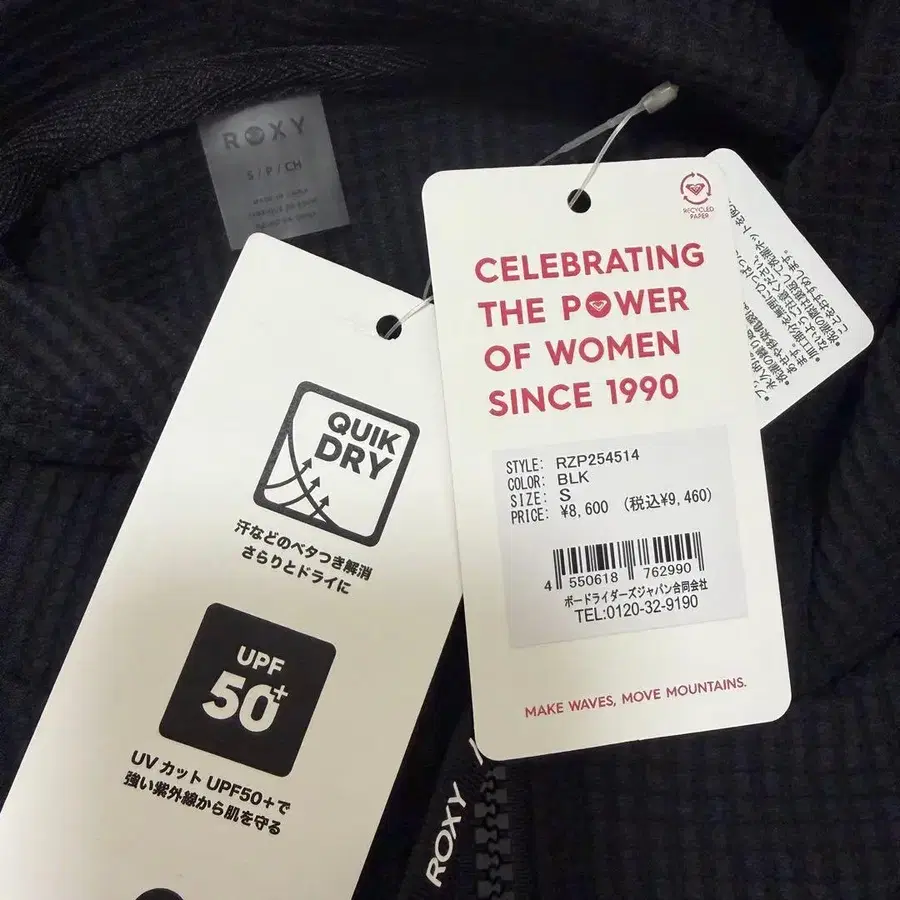 ROXY
S / P / CH
QUIK
DRY
汗などのベタつき解消
さらりとドライに
UPF
50+
UV カット UPF50+で
強い紫外線から肌を守る
RECYCLED
PAPER
CELEBRATING
THE POWER
OF WOMEN
SINCE 1990
STYLE: RZP254514
COLOR: BLK
SIZE: S
PRICE: ¥8,600 (税込¥9,460)
4 550618 762990
ボードライダーズジャパン合同会社
TEL:0120-32-9190
MAKE WAVES, MOVE MOUNTAINS.
ROXY